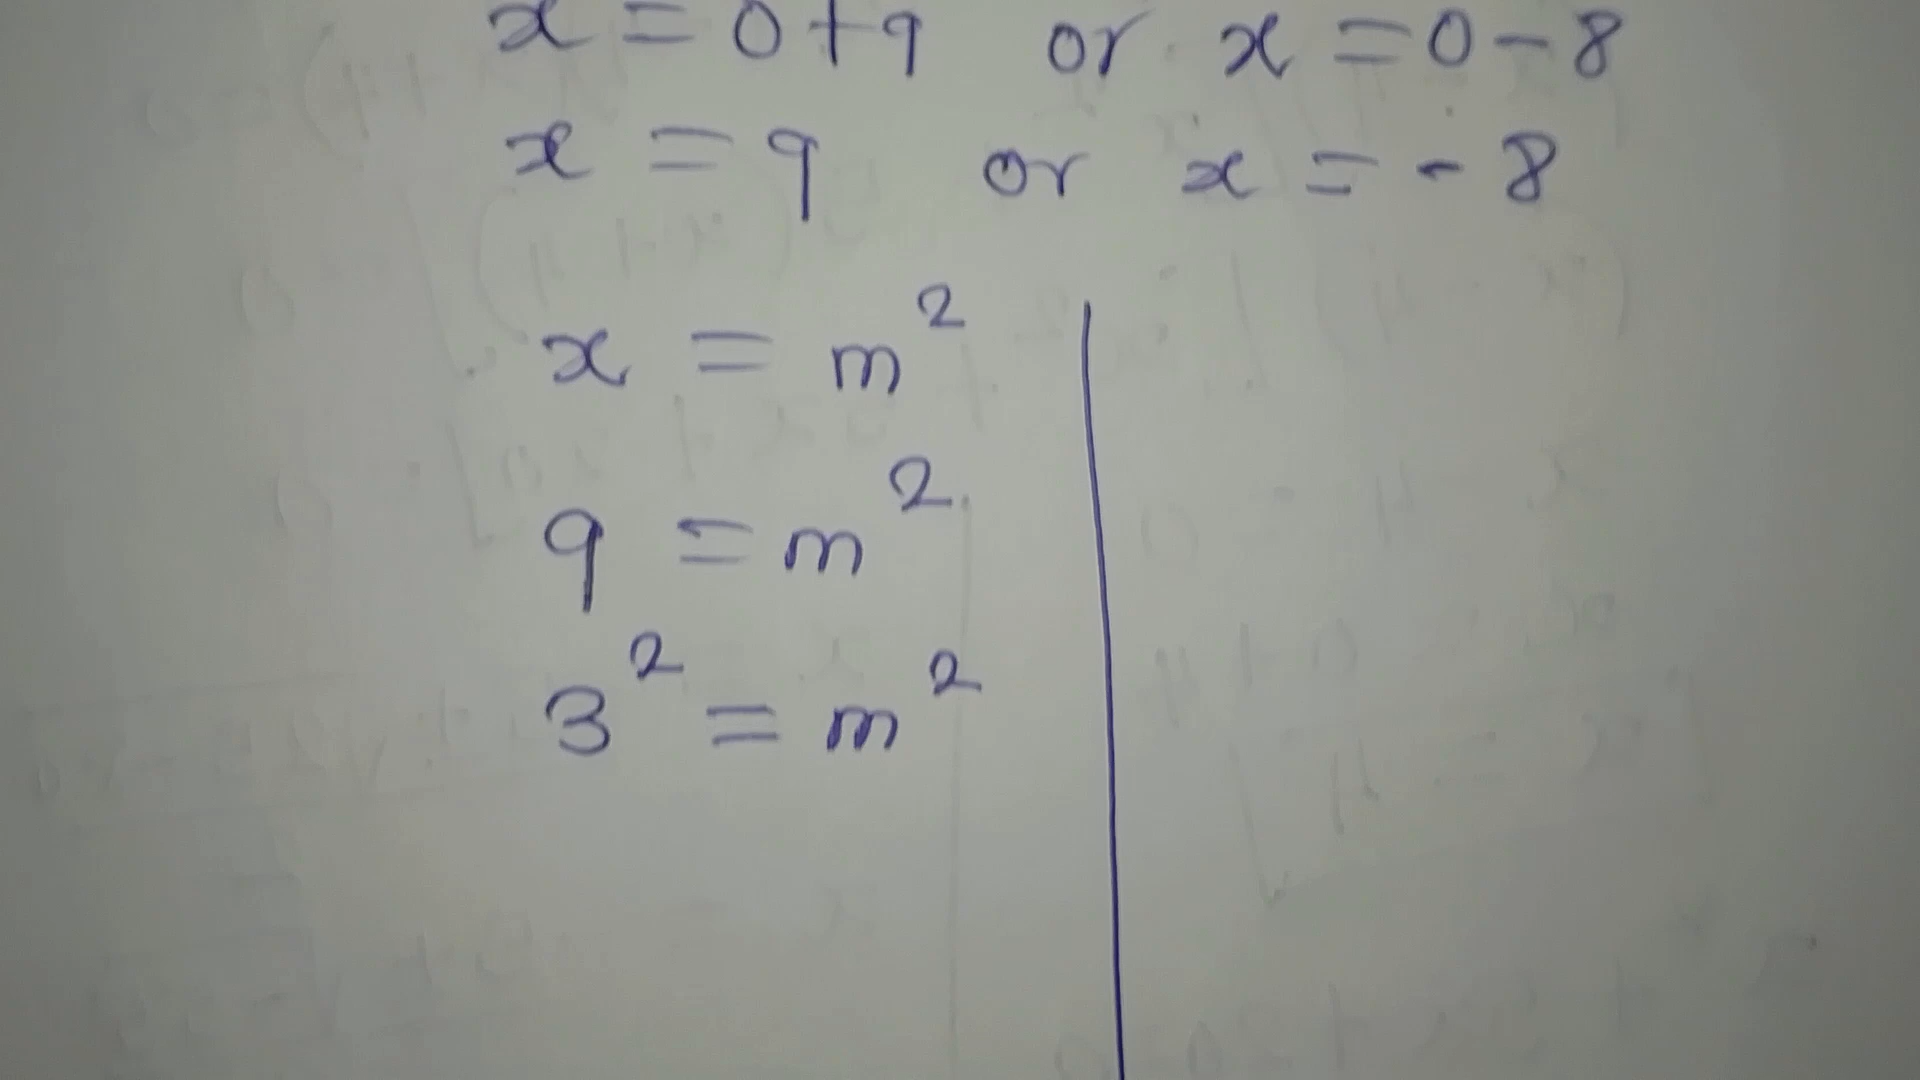 x = 0 + 9 or x = 0 - 8
x = 9 or x = - 8
x = m²
9 = m²
3² = m²